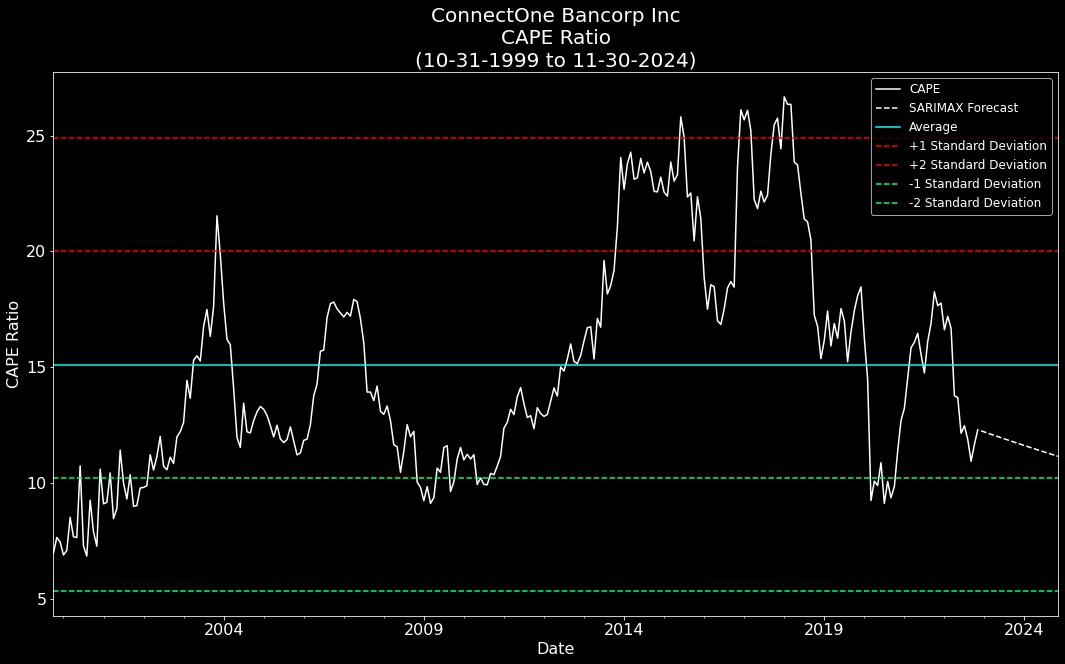 ConnectOne Bancorp Inc
CAPE Ratio
(10-31-1999 to 11-30-2024)
CAPE
SARIMAX Forecast
Average
+1 Standard Deviation
+2 Standard Deviation
-1 Standard Deviation
-2 Standard Deviation
CAPE Ratio
25
20
15
10
5
2004
2009
2014
2019
2024
Date